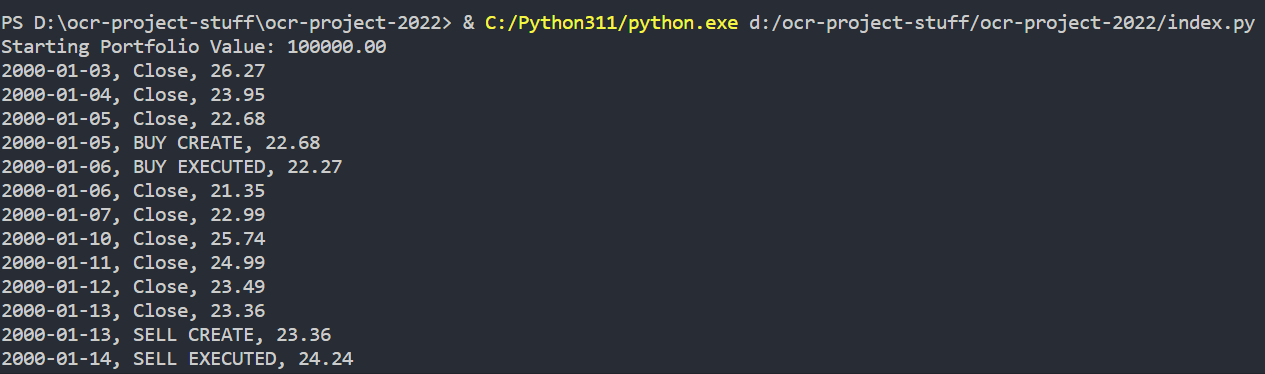 PS D:\ocr-project-stuff\ocr-project-2022> & C:/Python311/python.exe d:/ocr-project-stuff/ocr-project-2022/index.py
Starting Portfolio Value: 100000.00
2000-01-03, Close, 26.27
2000-01-04, Close, 23.95
2000-01-05, Close, 22.68
2000-01-05, BUY CREATE, 22.68
2000-01-06, BUY EXECUTED, 22.27
2000-01-06, Close, 21.35
2000-01-07, Close, 22.99
2000-01-10, Close, 25.74
2000-01-11, Close, 24.99
2000-01-12, Close, 23.49
2000-01-13, Close, 23.36
2000-01-13, SELL CREATE, 23.36
2000-01-14, SELL EXECUTED, 24.24